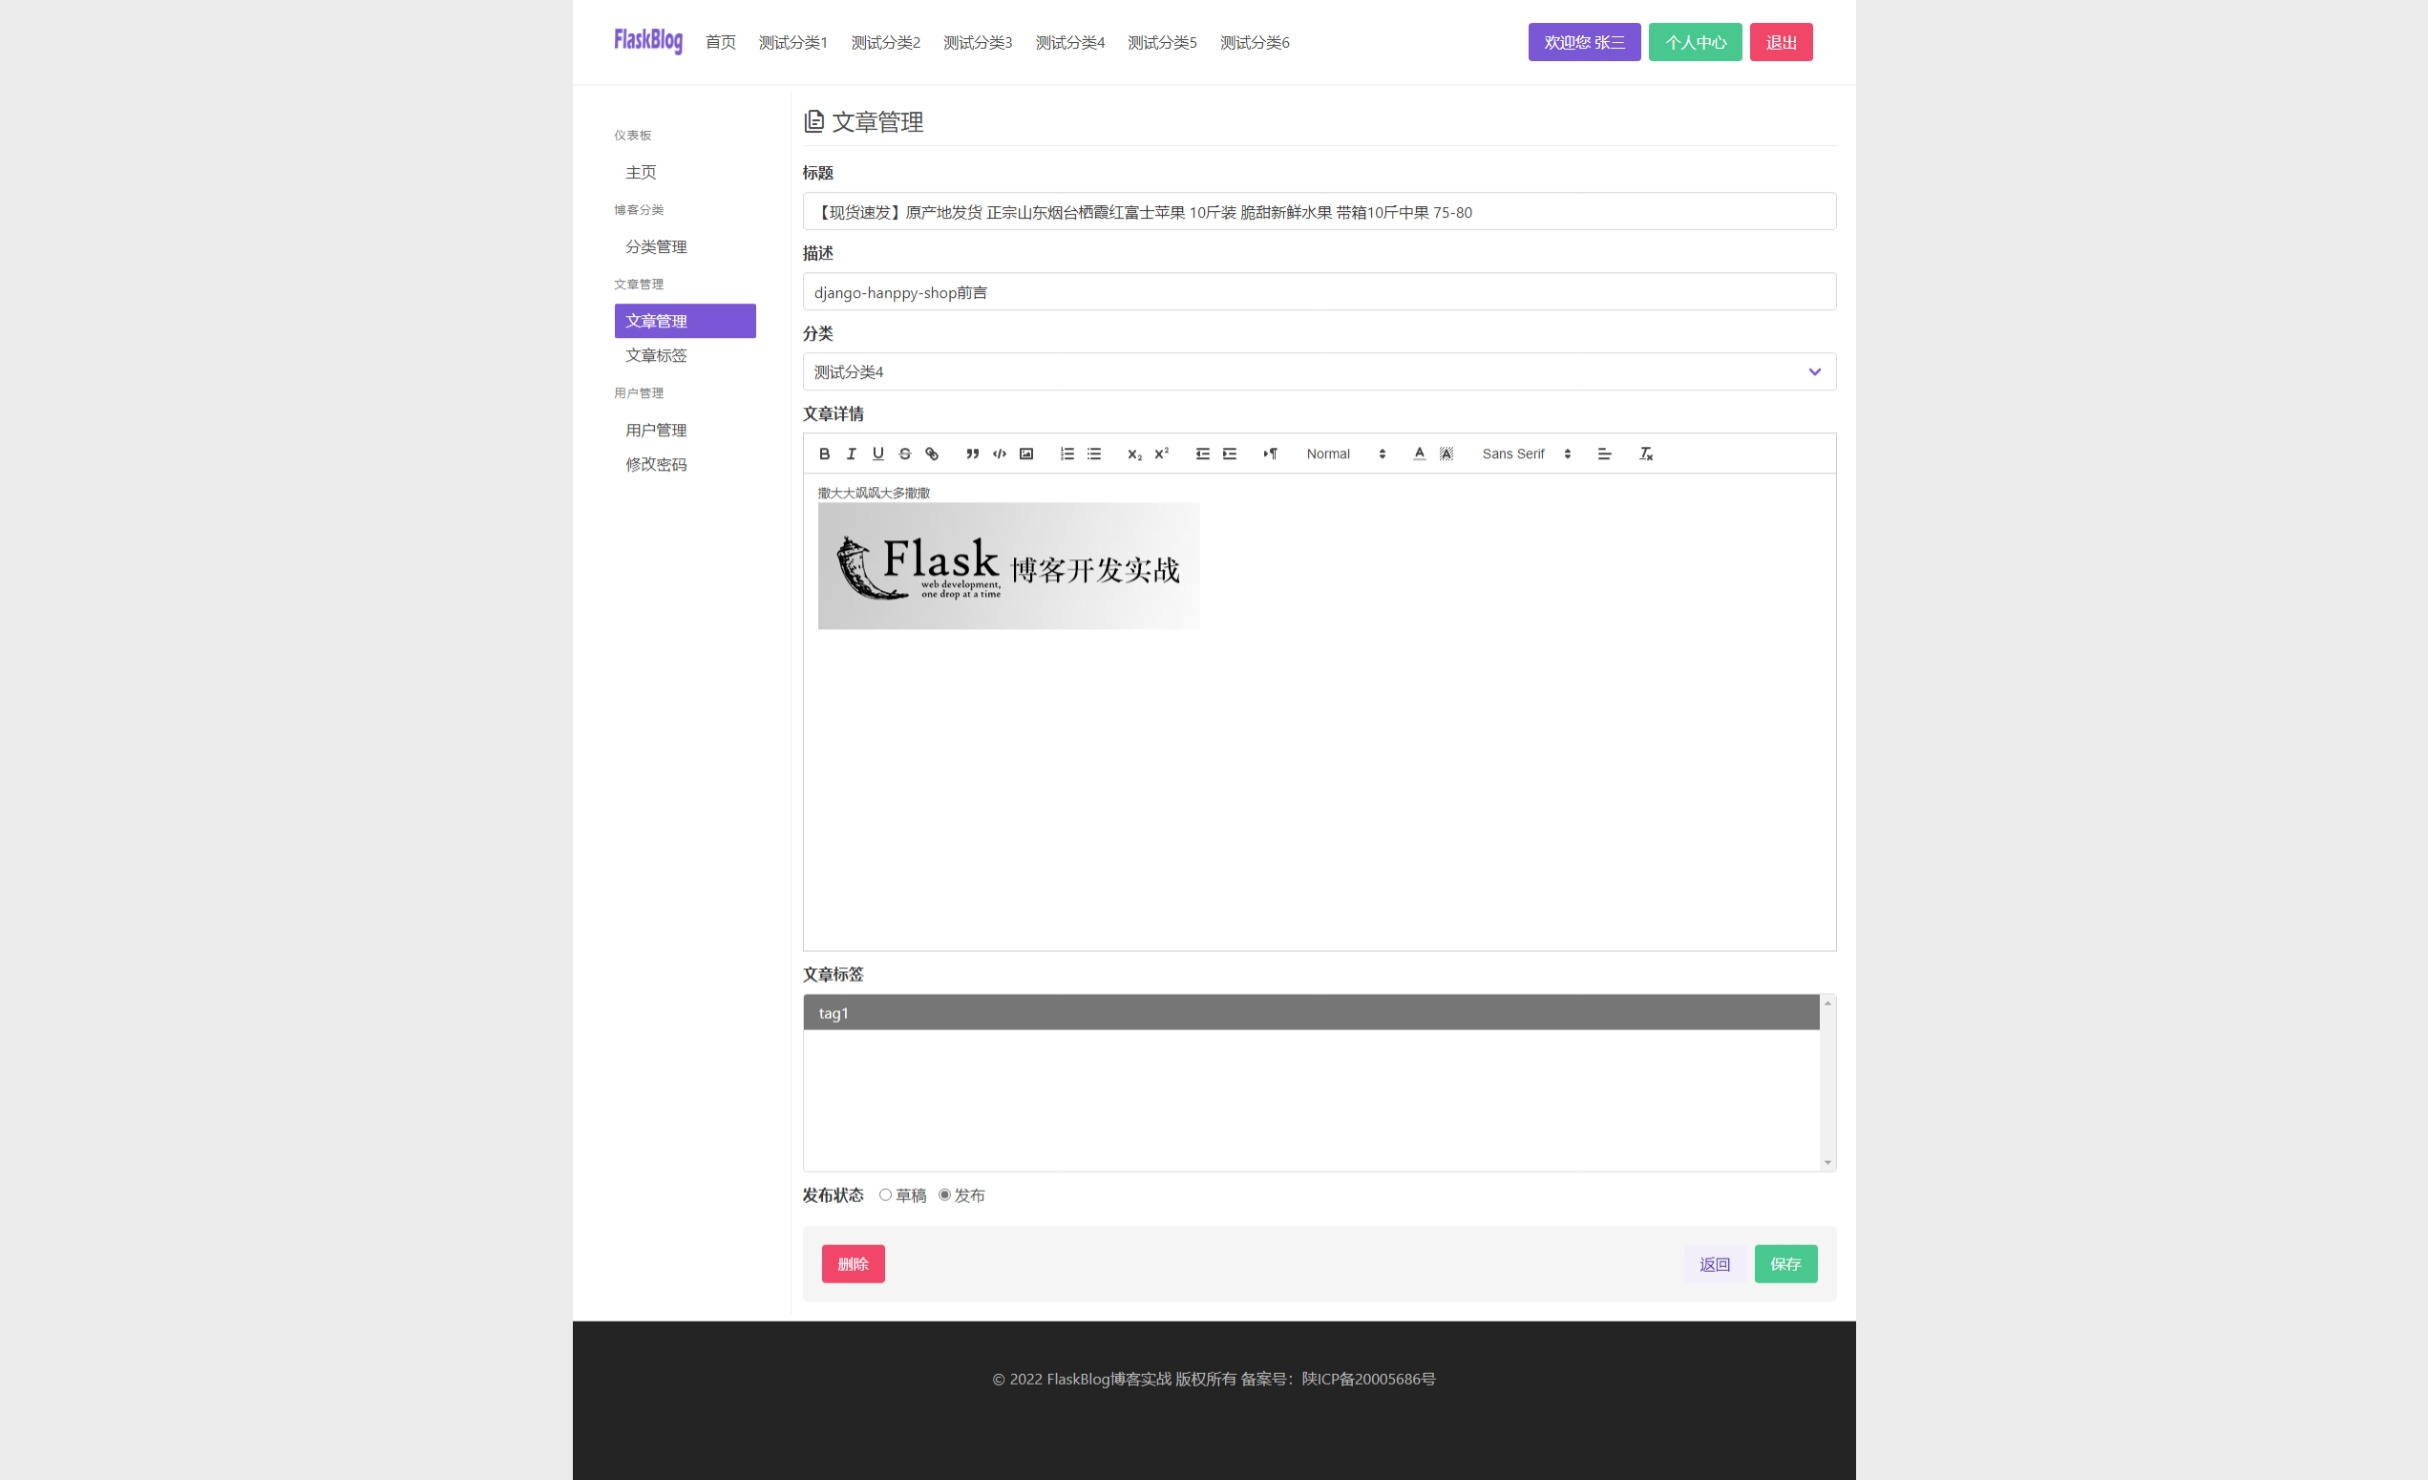 FlaskBlog 首页 测试分类1 测试分类2 测试分类3 测试分类4 测试分类5 测试分类6 欢迎您 张三 个人中心 退出
仪表板
主页
博客分类
分类管理
文章管理
文章管理
文章标签
用户管理
用户管理
修改密码
文章管理
标题
【现货速发】原产地发货 正宗山东烟台栖霞红富士苹果 10斤装 脆甜新鲜水果 带箱10斤中果 75-80
描述
django-hanppy-shop前言
分类
测试分类4
文章详情
Normal Sans Serif
撒大大飒飒大多撒撒
Flask 博客开发实战
web development,
one drop at a time
文章标签
tag1
发布状态 草稿 发布
删除 返回 保存
© 2022 FlaskBlog博客实战 版权所有 备案号：陕ICP备20005686号